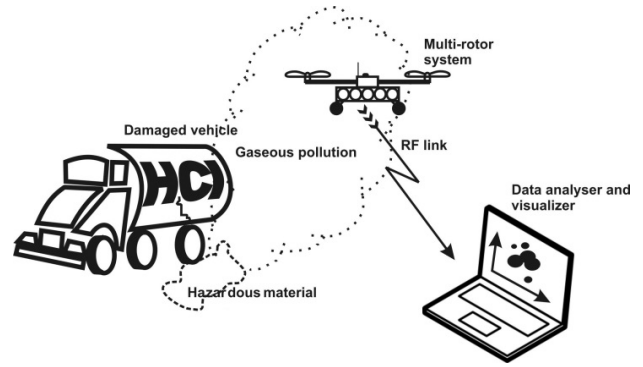 Multi-rotor
system
Damaged vehicle
HCl
Gaseous pollution
RF link
Data analyser and
visualizer
Hazardous material